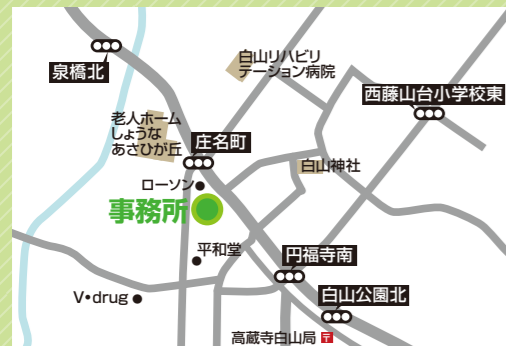 泉橋北
白山リハビリ
テーション病院
西藤山台小学校東
老人ホーム
しょうな
あさひが丘
庄名町
白山神社
ローソン
事務所
平和堂
円福寺南
V・drug
白山公園北
高蔵寺白山局